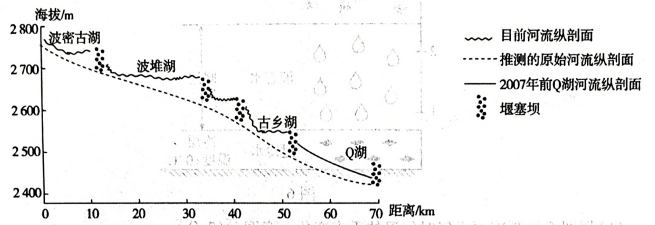 海拔/m
2 800
2 700
2 600
2 500
2 400
波密古湖
波堆湖
古乡湖
Q湖
0
10
20
30
40
50
60
70
距离/km
目前河流纵剖面
推测的原始河流纵剖面
2007年前Q湖河流纵剖面
堰塞坝